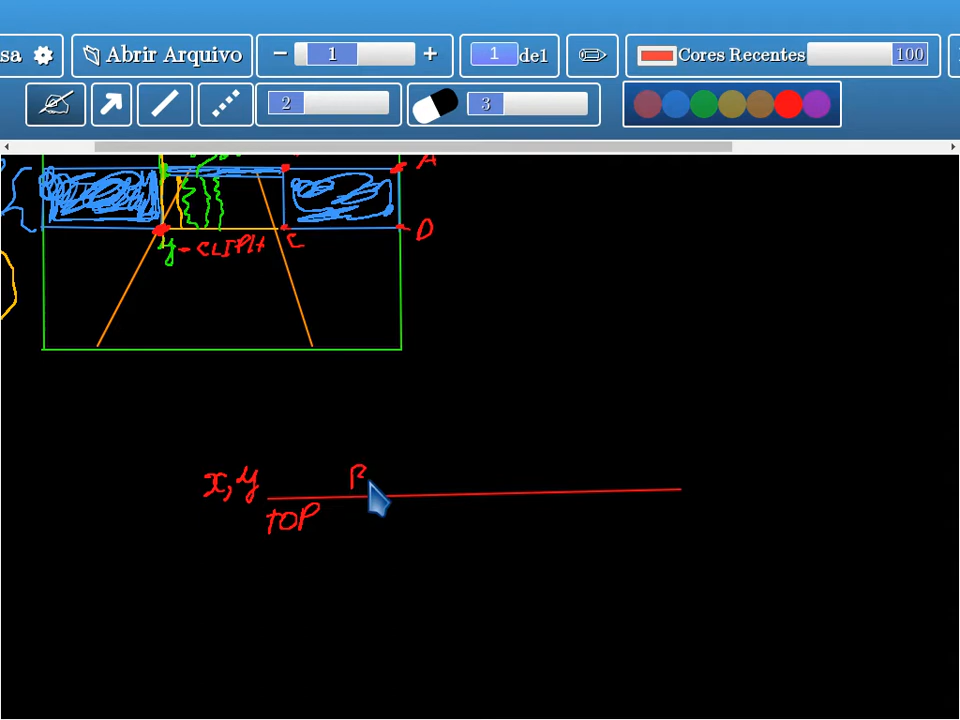 sa Abrir Arquivo − 1 + 1 de1 Cores Recentes 100
2 3
A
D
y - CLIPH C
x, y
TOP